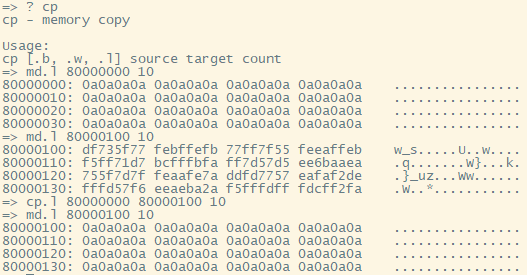 => ? cp
cp - memory copy

Usage:
cp [.b, .w, .l] source target count
=> md.l 80000000 10
80000000: 0a0a0a0a 0a0a0a0a 0a0a0a0a 0a0a0a0a    ................
80000010: 0a0a0a0a 0a0a0a0a 0a0a0a0a 0a0a0a0a    ................
80000020: 0a0a0a0a 0a0a0a0a 0a0a0a0a 0a0a0a0a    ................
80000030: 0a0a0a0a 0a0a0a0a 0a0a0a0a 0a0a0a0a    ................
=> md.l 80000100 10
80000100: df735f77 febffefb 77ff7f55 feeaffeb    w_s.....U..w....
80000110: f5ff71d7 bcfffbfa ff7d57d5 ee6baaea    .q.......W}...k.
80000120: 755f7d7f feaafe7a ddfd7757 eafaf2de    .}_uz...Ww......
80000130: fffd57f6 eeaeba2a f5fffdff fdcff2fa    .W..*...........
=> cp.l 80000000 80000100 10
=> md.l 80000100 10
80000100: 0a0a0a0a 0a0a0a0a 0a0a0a0a 0a0a0a0a    ................
80000110: 0a0a0a0a 0a0a0a0a 0a0a0a0a 0a0a0a0a    ................
80000120: 0a0a0a0a 0a0a0a0a 0a0a0a0a 0a0a0a0a    ................
80000130: 0a0a0a0a 0a0a0a0a 0a0a0a0a 0a0a0a0a    ................